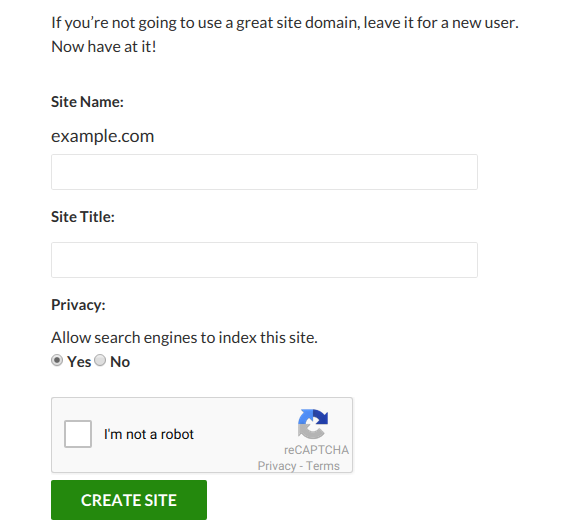 If you're not going to use a great site domain, leave it for a new user.
Now have at it!
Site Name:
example.com
Site Title:
Privacy:
Allow search engines to index this site.
Yes No
I'm not a robot
reCAPTCHA
Privacy - Terms
CREATE SITE